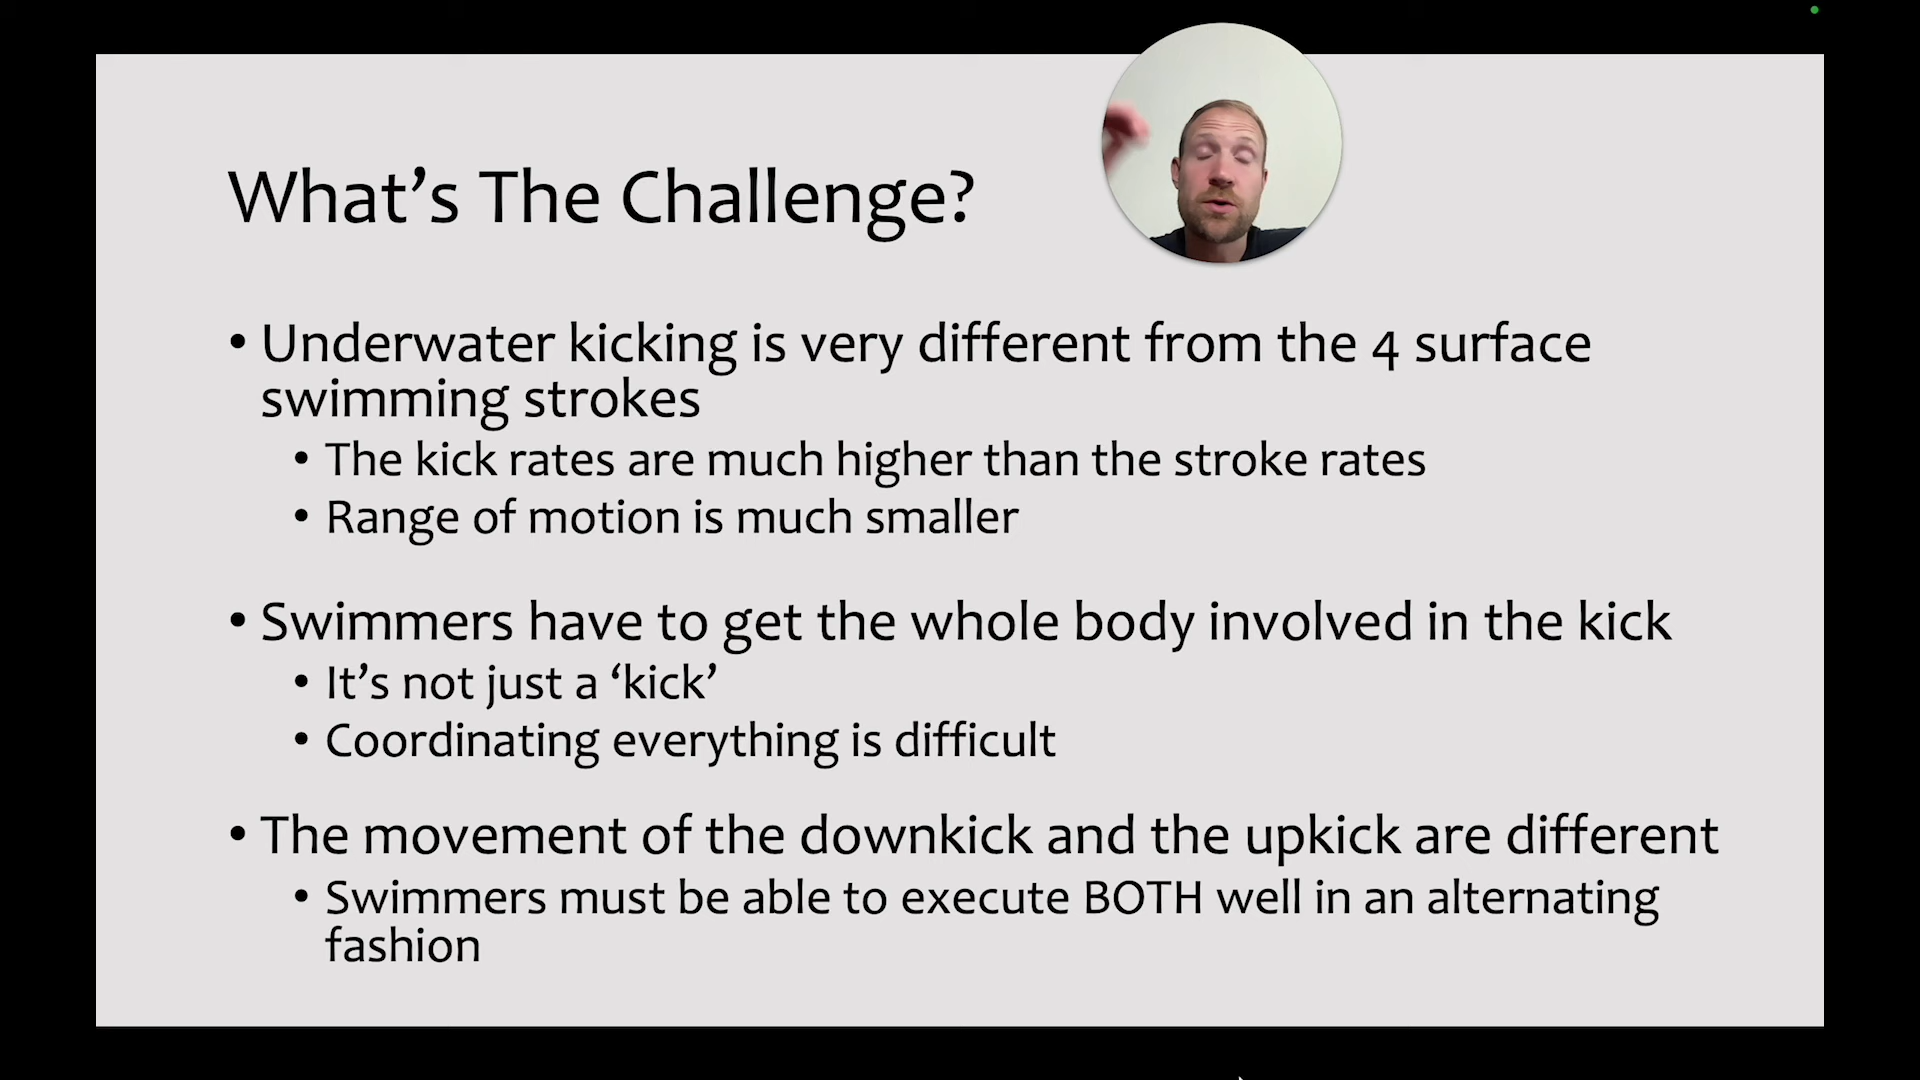 What’s The Challenge?
• Underwater kicking is very different from the 4 surface
swimming strokes
• The kick rates are much higher than the stroke rates
• Range of motion is much smaller
• Swimmers have to get the whole body involved in the kick
• It’s not just a ‘kick’
• Coordinating everything is difficult
• The movement of the downkick and the upkick are different
• Swimmers must be able to execute BOTH well in an alternating
fashion